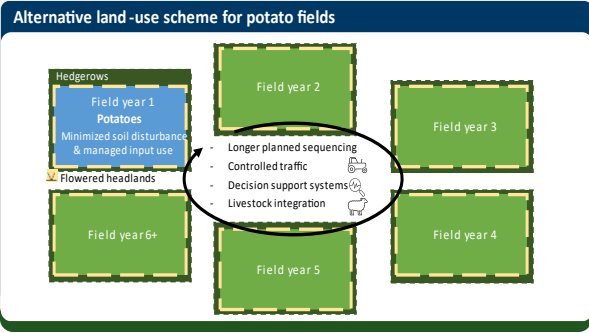 Alternative land-use scheme for potato fields
Hedgerows
Field year 1
Potatoes
Minimized soil disturbance
& managed input use
Flowered headlands
Field year 2
Field year 3
- Longer planned sequencing
- Controlled traffic
- Decision support systems
- Livestock integration
Field year 6+
Field year 5
Field year 4